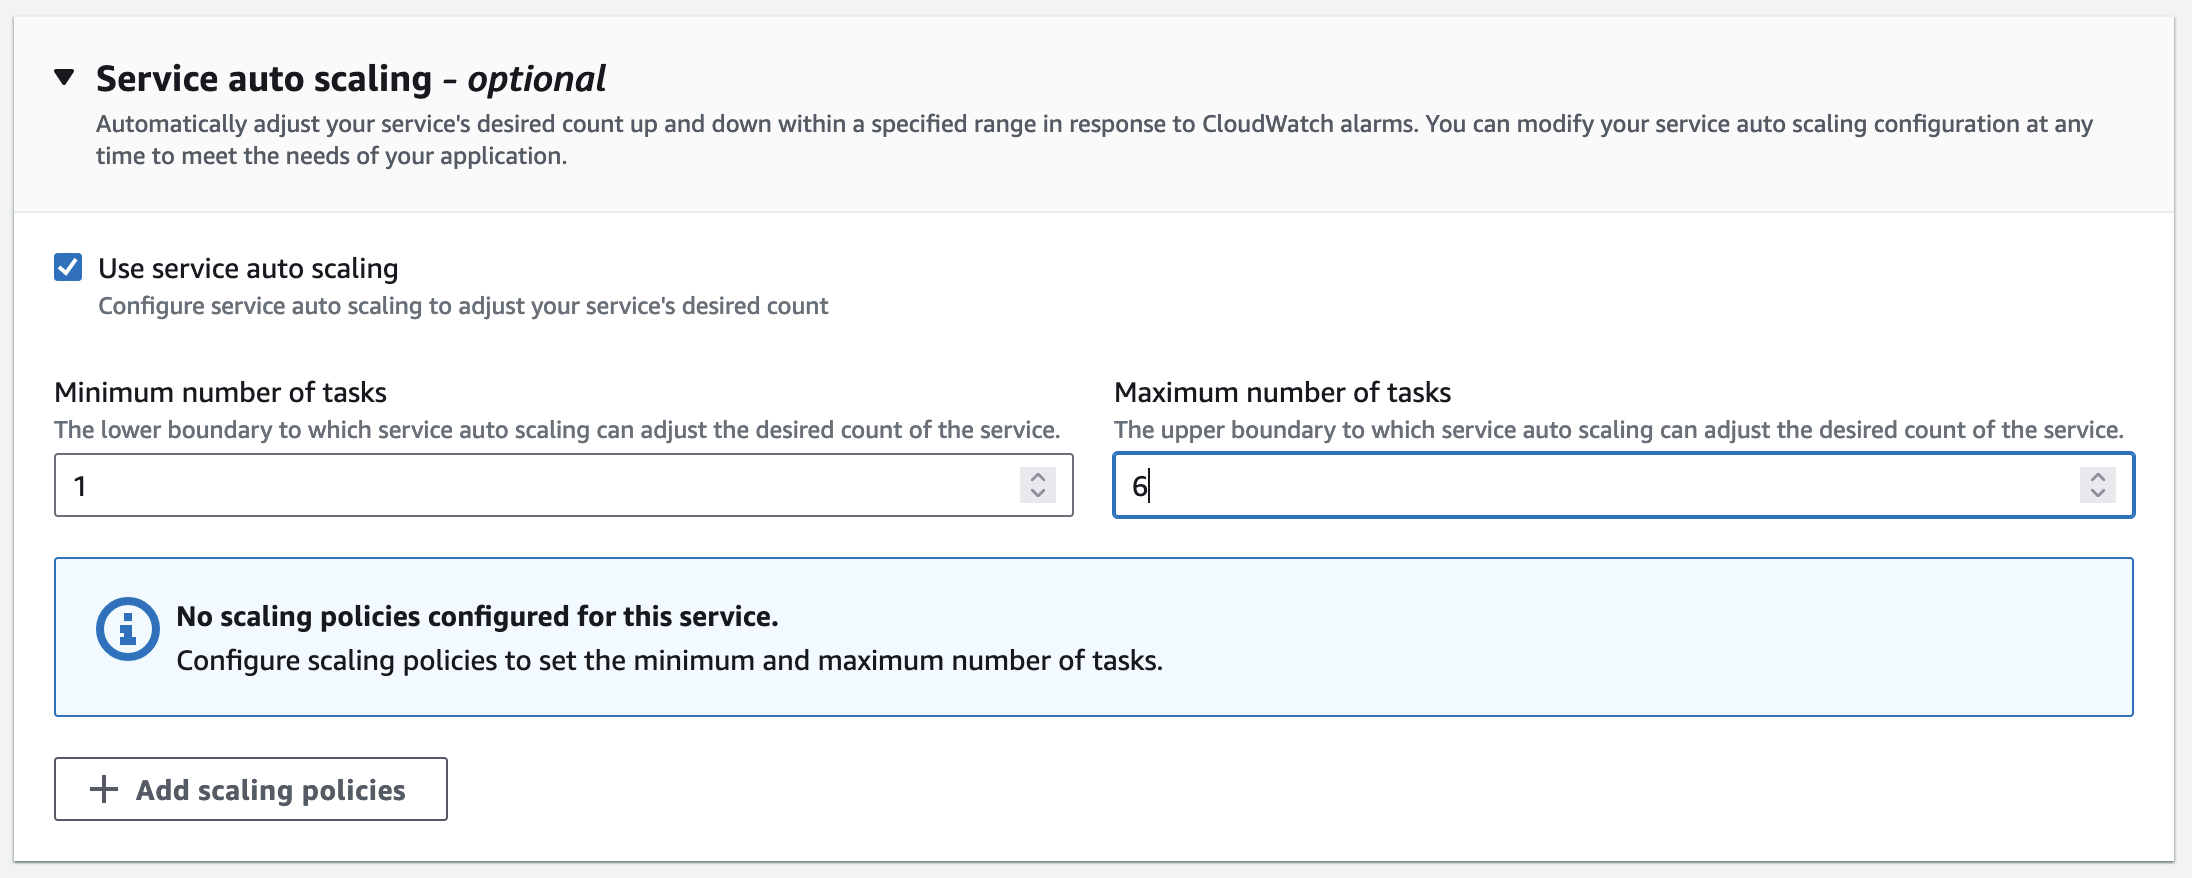 Service auto scaling - optional
Automatically adjust your service's desired count up and down within a specified range in response to CloudWatch alarms. You can modify your service auto scaling configuration at any
time to meet the needs of your application.
Use service auto scaling
Configure service auto scaling to adjust your service's desired count
Minimum number of tasks
The lower boundary to which service auto scaling can adjust the desired count of the service.
1
Maximum number of tasks
The upper boundary to which service auto scaling can adjust the desired count of the service.
6
No scaling policies configured for this service.
Configure scaling policies to set the minimum and maximum number of tasks.
Add scaling policies